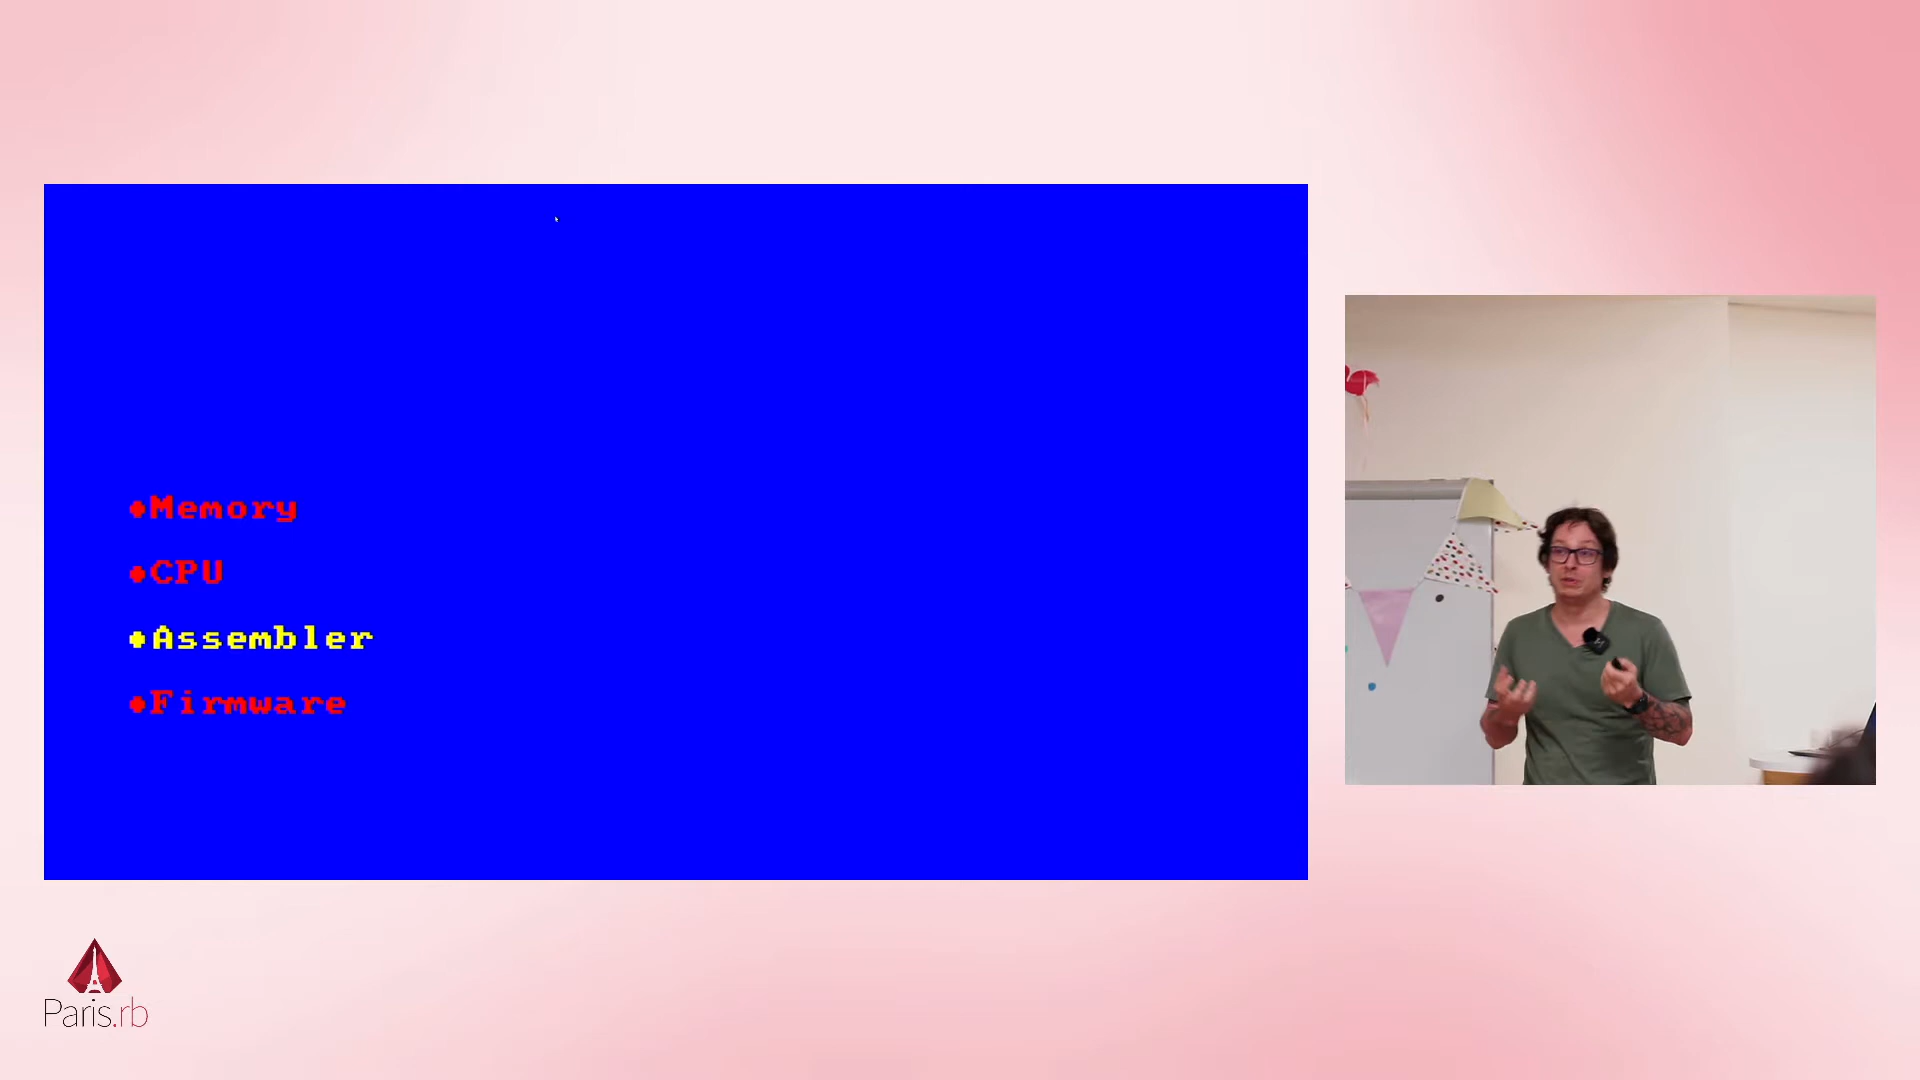 •Memory
•CPU
•Assembler
•Firmware
Paris.rb